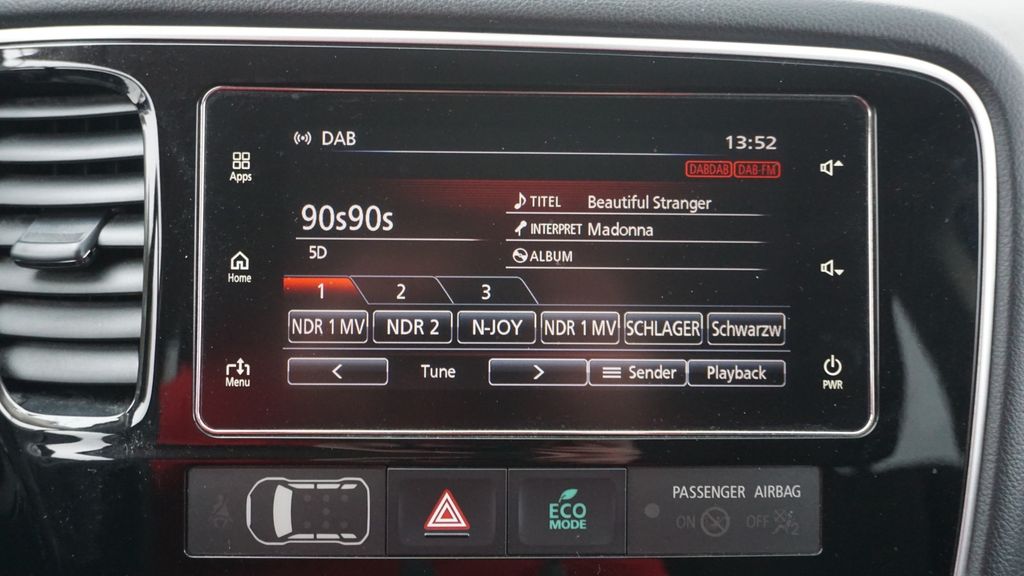 DAB
13:52
DABDAB DAB-FM
Apps
90s90s
5D
TITEL Beautiful Stranger
INTERPRET Madonna
ALBUM
Home
1 2 3
NDR 1 MV NDR 2 N-JOY NDR 1 MV SCHLAGER Schwarzw
Menu
< Tune > Sender Playback
PWR
ECO
MODE
PASSENGER AIRBAG
ON OFF